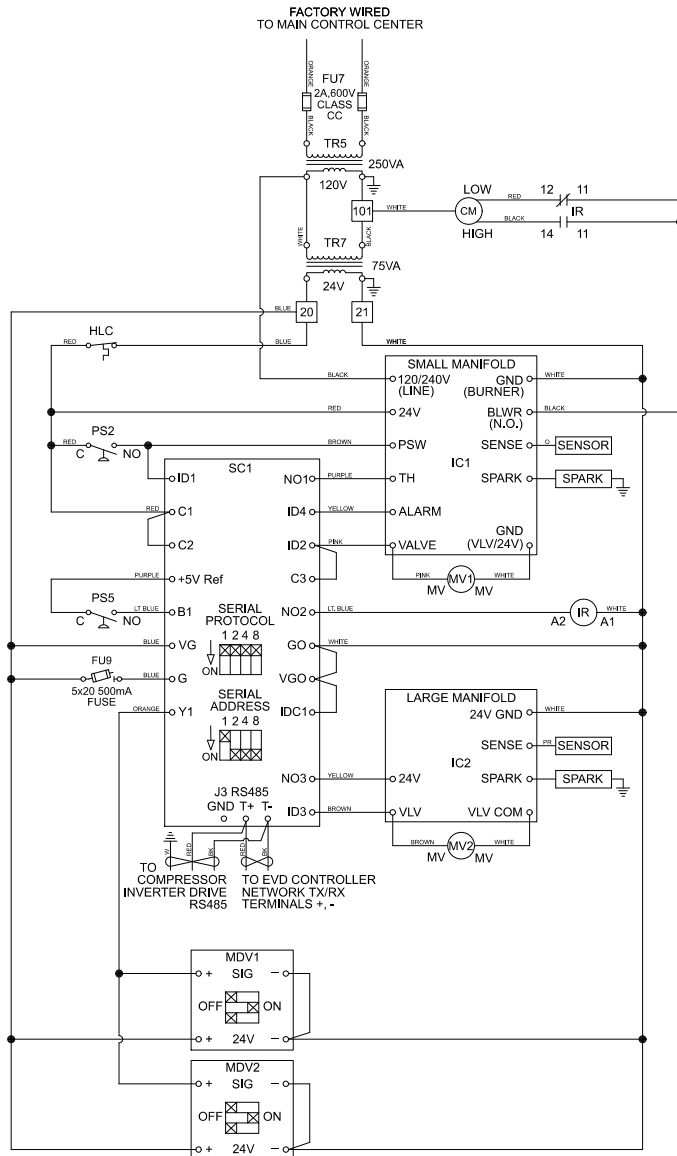 FACTORY WIRED
TO MAIN CONTROL CENTER
ORANGE
ORANGE
FU7
2A,600V
CLASS
CC
BLACK
BLACK
TR5
250VA
120V
101
WHITE
LOW
CM
HIGH
RED
BLACK
12 11
IR
14 11
WHITE
BLACK
TR7
75VA
24V
BLUE
20
21
HLC
RED
BLUE
WHITE
SMALL MANIFOLD
BLACK
120/240V
(LINE)
GND
(BURNER)
WHITE
RED
24V
BLWR
(N.O.)
BLACK
PS2
RED
C NO
BROWN
PSW
SENSE
O
SENSOR
IC1
SC1
ID1
NO1
PURPLE
TH
SPARK
SPARK
RED
C1
ID4
YELLOW
ALARM
C2
ID2
PINK
VALVE
GND
(VLV/24V)
PURPLE
+5V Ref
C3
PINK
MV
MV1
MV
WHITE
PS5
C NO
LT BLUE
B1
SERIAL
PROTOCOL
1 2 4 8
ON
NO2
LT. BLUE
IR
A2 A1
WHITE
BLUE
VG
GO
WHITE
FU9
5x20 500mA
FUSE
BLUE
G
VGO
SERIAL
ADDRESS
1 2 4 8
ON
ORANGE
Y1
IDC1
LARGE MANIFOLD
24V GND
WHITE
SENSE
PR
SENSOR
IC2
NO3
YELLOW
24V
SPARK
SPARK
J3 RS485
GND T+ T-
ID3
BROWN
VLV
VLV COM
BROWN
MV
MV2
MV
WHITE
W
RED
BK
RED
BK
TO
COMPRESSOR
INVERTER DRIVE
RS485
TO EVD CONTROLLER
NETWORK TX/RX
TERMINALS +, -
MDV1
+ SIG -
OFF ON
+ 24V -
MDV2
+ SIG -
OFF ON
+ 24V -